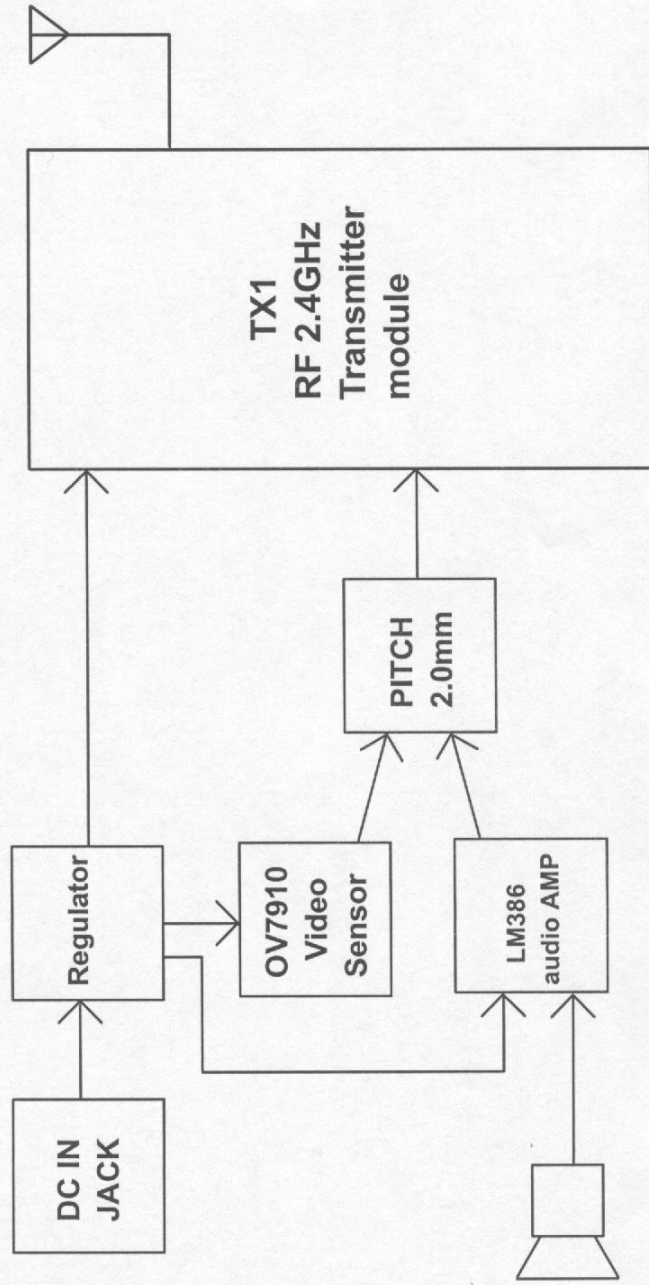 DC IN
JACK
Regulator
OV7910
Video
Sensor
LM386
audio AMP
PITCH
2.0mm
TX1
RF 2.4GHz
Transmitter
module